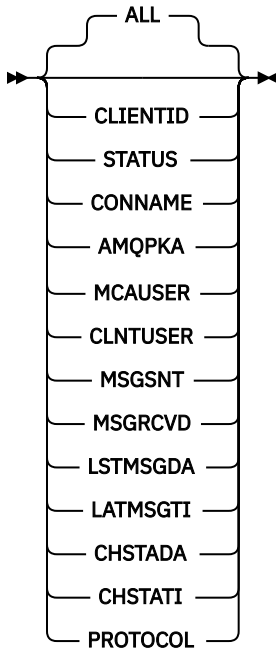 ALL
CLIENTID
STATUS
CONNAME
AMQPKA
MCAUSER
CLNTUSER
MSGSNT
MSGRCVD
LSTMSGDA
LATMSGTI
CHSTADA
CHSTATI
PROTOCOL